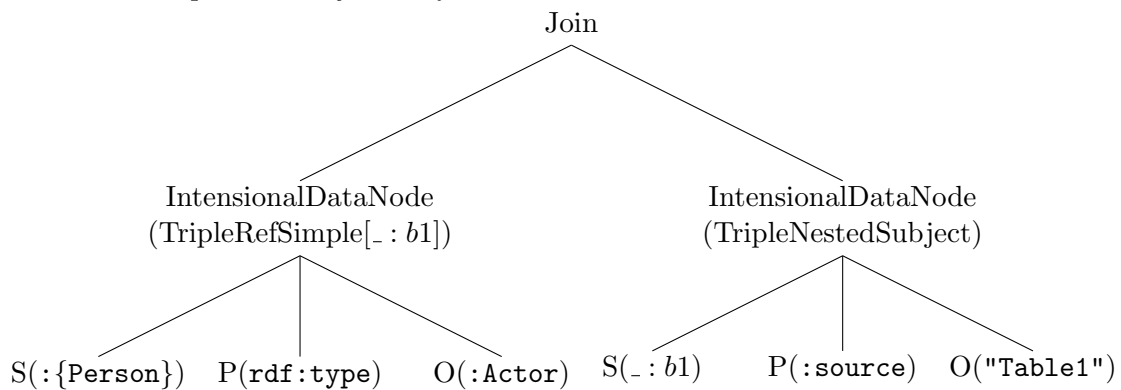 Join
IntensionalDataNode
(TripleRefSimple[_ : b1])
IntensionalDataNode
(TripleNestedSubject)
S(:{Person}) P(rdf:type) O(:Actor) S(_ : b1) P(:source) O("Table1")